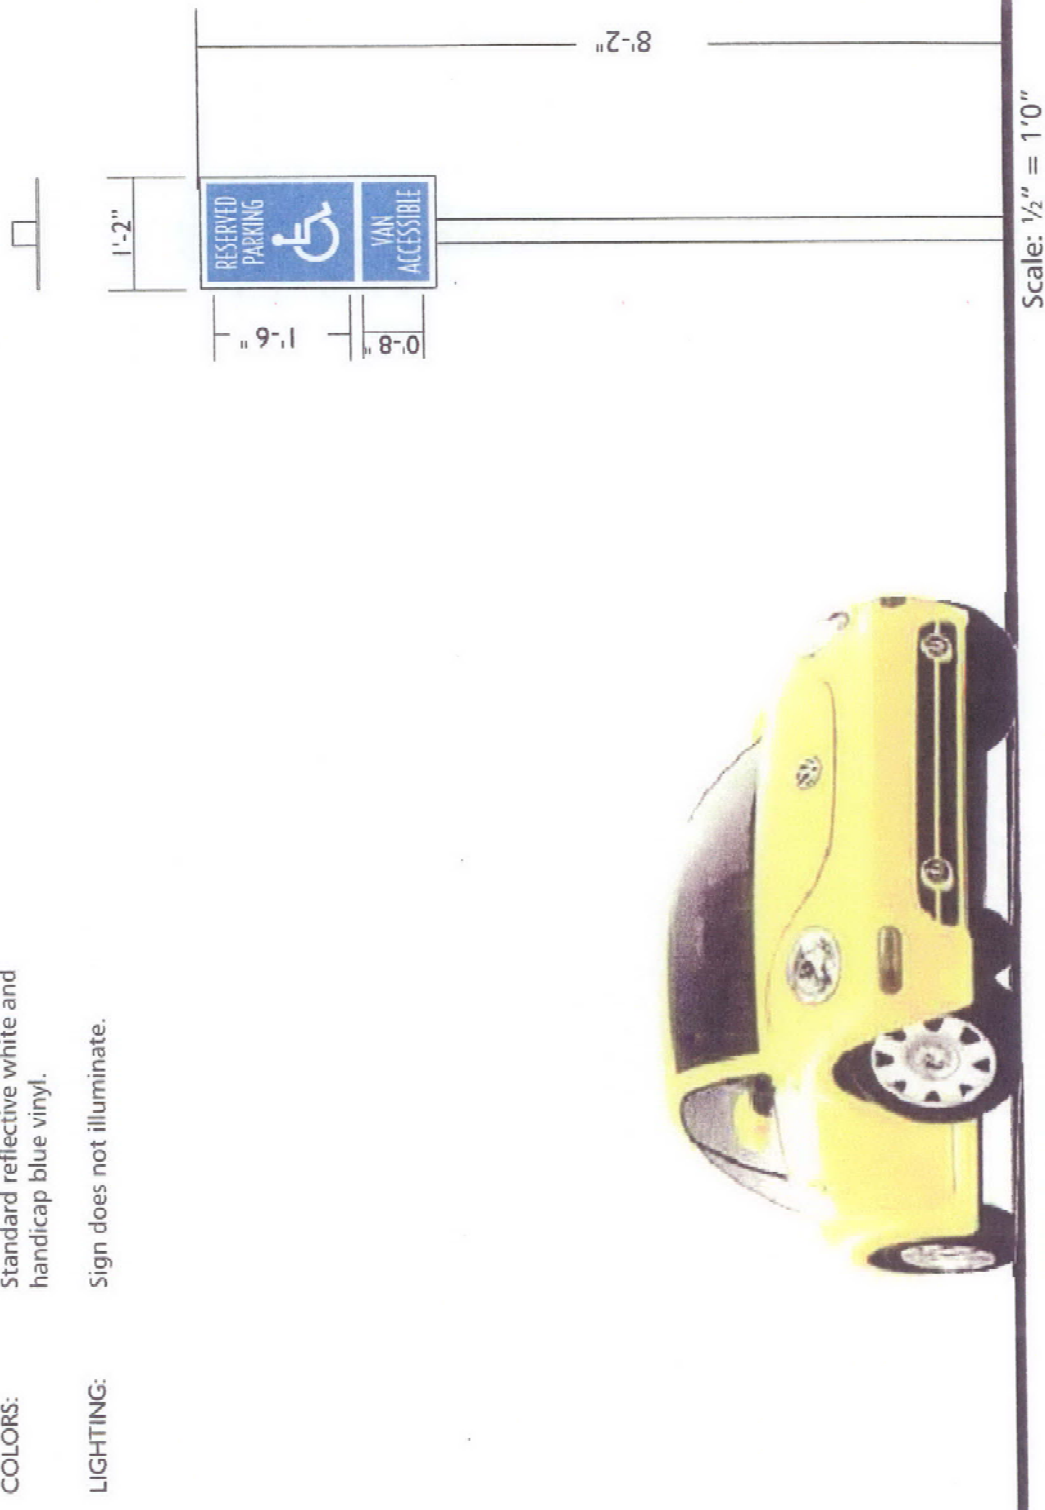 COLORS: Standard reflective white and
handicap blue vinyl.
LIGHTING: Sign does not illuminate.
1'-2"
RESERVED
PARKING
VAN
ACCESSIBLE
1'-6"
0'-8"
8'-2"
Scale: ½" = 1'0"